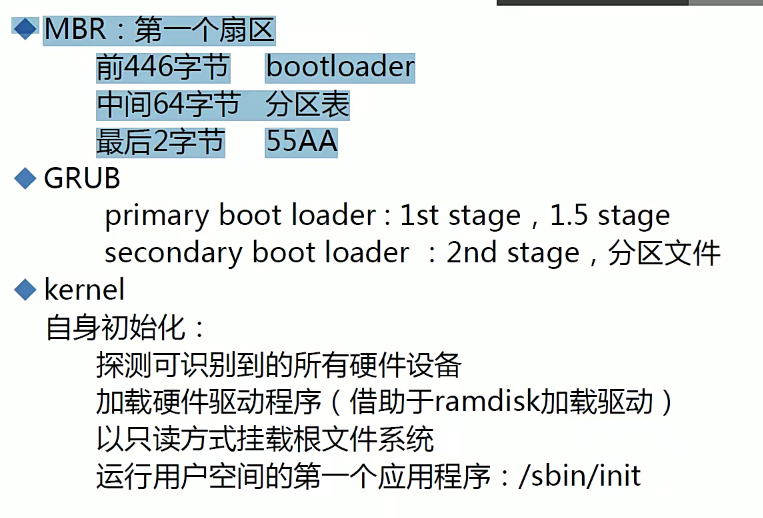 MBR：第一个扇区
前446字节 bootloader
中间64字节 分区表
最后2字节 55AA
GRUB
primary boot loader : 1st stage，1.5 stage
secondary boot loader ：2nd stage，分区文件
kernel
自身初始化：
探测可识别到的所有硬件设备
加载硬件驱动程序（借助于ramdisk加载驱动）
以只读方式挂载根文件系统
运行用户空间的第一个应用程序：/sbin/init